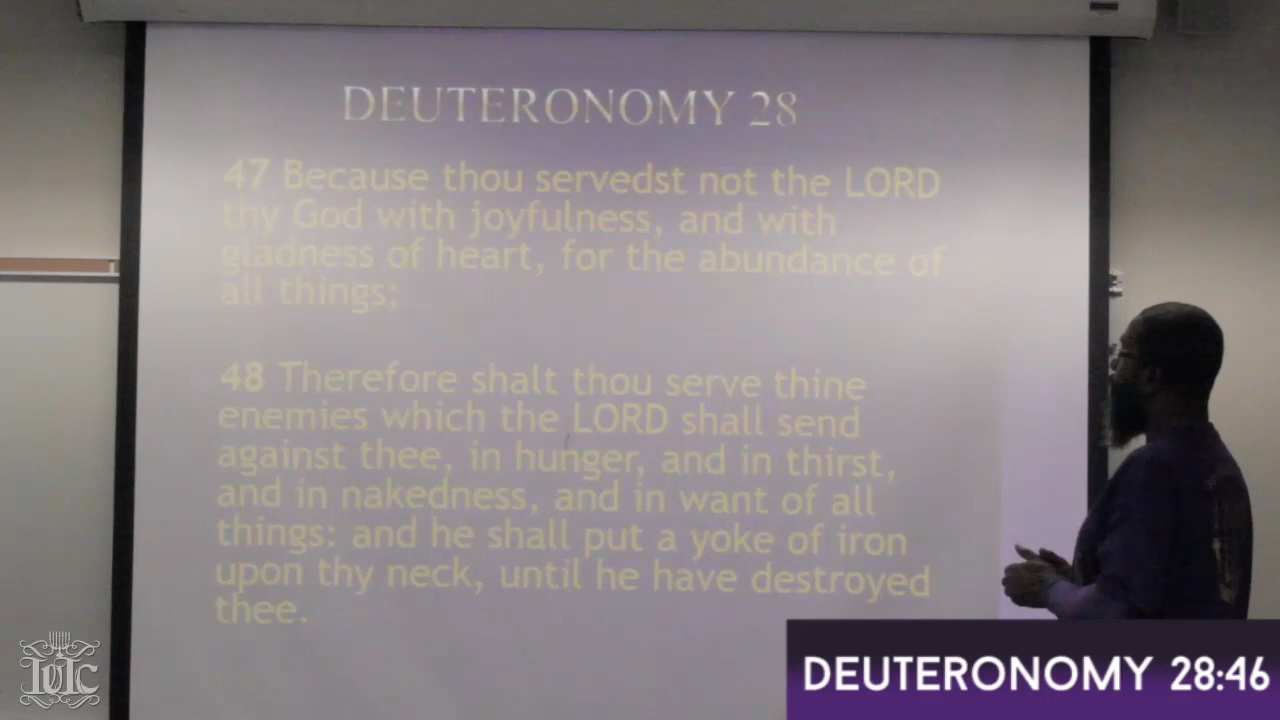 DEUTERONOMY 28
47 Because thou servedst not the LORD
thy God with joyfulness, and with
gladness of heart, for the abundance of
all things;
48 Therefore shalt thou serve thine
enemies which the LORD shall send
against thee, in hunger, and in thirst,
and in nakedness, and in want of all
things: and he shall put a yoke of iron
upon thy neck, until he have destroyed
thee.
IUIC
DEUTERONOMY 28:46